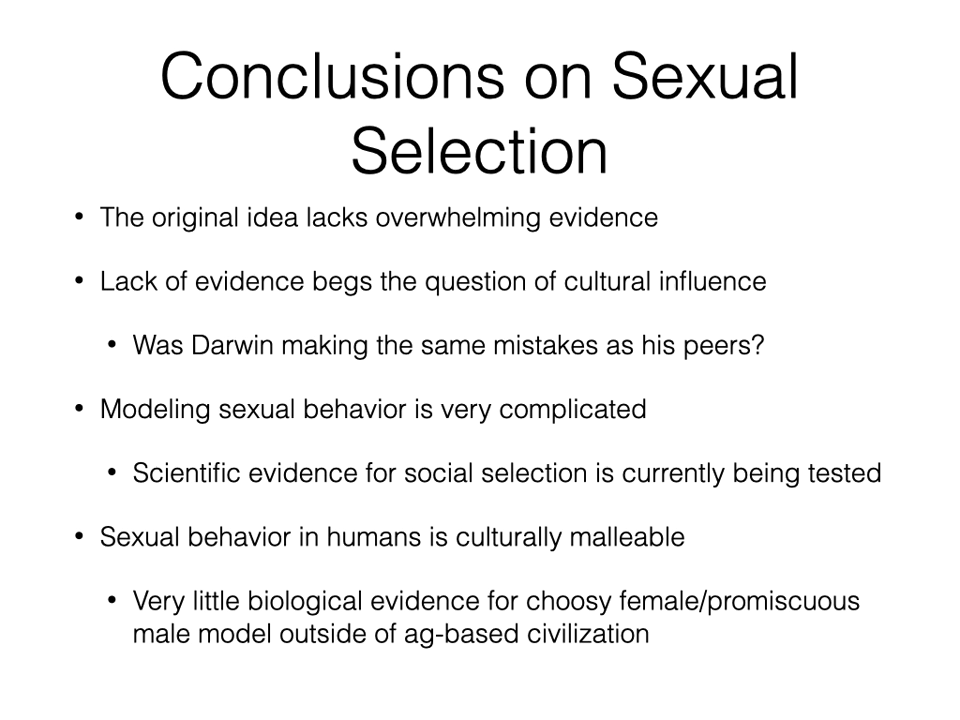 Conclusions on Sexual
Selection
• The original idea lacks overwhelming evidence
• Lack of evidence begs the question of cultural influence
• Was Darwin making the same mistakes as his peers?
• Modeling sexual behavior is very complicated
• Scientific evidence for social selection is currently being tested
• Sexual behavior in humans is culturally malleable
• Very little biological evidence for choosy female/promiscuous
male model outside of ag-based civilization